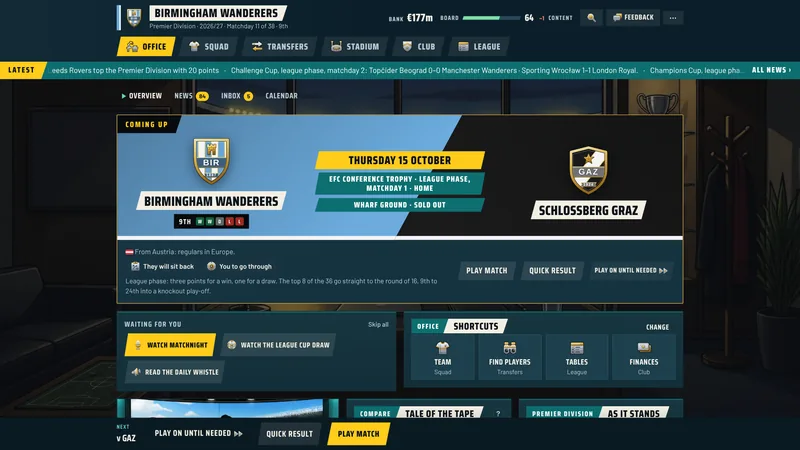 BIRMINGHAM WANDERERS
Premier Division · 2026/27 · Matchday 11 of 38 · 9th
BANK €177m BOARD 64 -1 CONTENT FEEDBACK ...
OFFICE SQUAD TRANSFERS STADIUM CLUB LEAGUE
LATEST eeds Rovers top the Premier Division with 20 points · Challenge Cup, league phase, matchday 2: Topčider Beograd 0–0 Manchester Wanderers · Sporting Wrocław 1–1 London Royal. · Champions Cup, league pha… ALL NEWS ›
OVERVIEW NEWS 84 INBOX 5 CALENDAR
COMING UP
BIR
GAZ
THURSDAY 15 OCTOBER
EFC CONFERENCE TROPHY · LEAGUE PHASE,
MATCHDAY 1 · HOME
WHARF GROUND · SOLD OUT
BIRMINGHAM WANDERERS
SCHLOSSBERG GRAZ
9TH W W D L L
From Austria: regulars in Europe.
They will sit back You to go through
League phase: three points for a win, one for a draw. The top 8 of the 36 go straight to the round of 16, 9th to
24th into a knockout play-off.
PLAY MATCH QUICK RESULT PLAY ON UNTIL NEEDED
WAITING FOR YOU Skip all
WATCH MATCHNIGHT WATCH THE LEAGUE CUP DRAW
READ THE DAILY WHISTLE
OFFICE SHORTCUTS CHANGE
TEAM
Squad
FIND PLAYERS
Transfers
TABLES
League
FINANCES
Club
COMPARE TALE OF THE TAPE ?
PREMIER DIVISION AS IT STANDS
NEXT
v GAZ
PLAY ON UNTIL NEEDED QUICK RESULT PLAY MATCH